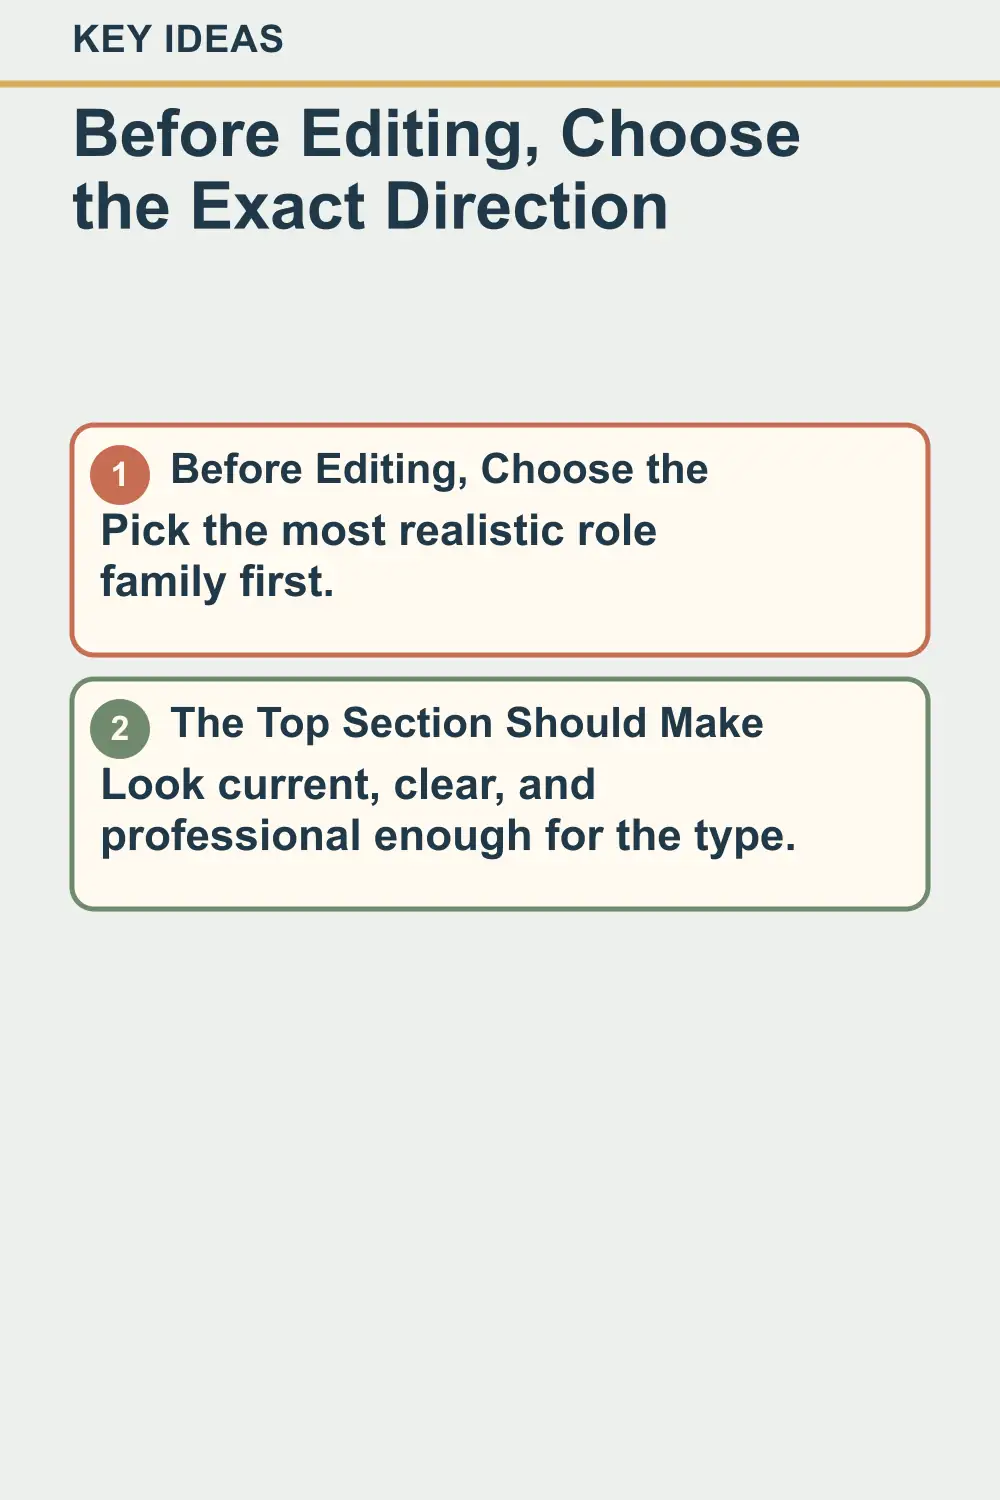 KEY IDEAS
Before Editing, Choose
the Exact Direction
1 Before Editing, Choose the
Pick the most realistic role
family first.
2 The Top Section Should Make
Look current, clear, and
professional enough for the type.